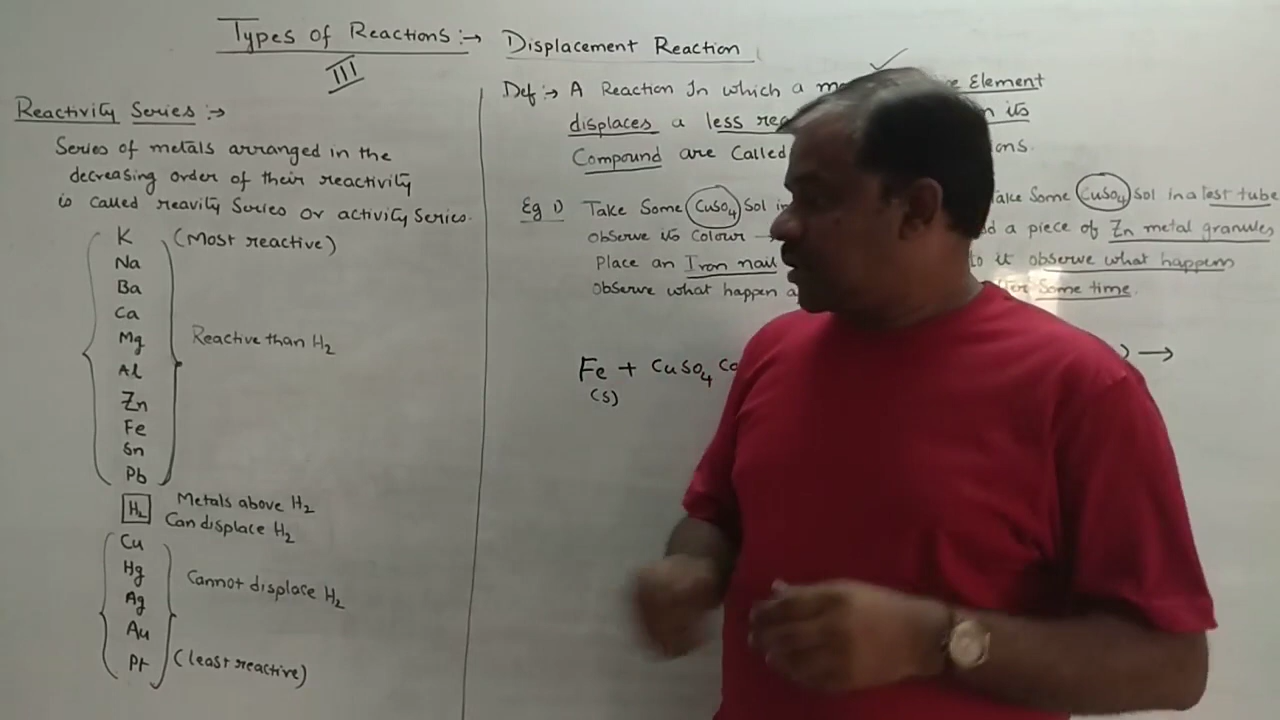 Types of Reactions :→ Displacement Reaction
III
Reactivity Series :→
Series of metals arranged in the
decreasing order of their reactivity
is called reavity Series or activity Series.
K (Most reactive)
Na
Ba
Ca
Mg Reactive than H2
Al
Zn
Fe
Sn
Pb
H2 Metals above H2
Can displace H2
Cu
Hg Cannot displace H2
Ag
Au
Pt (least reactive)
Def :→ A Reaction In which a Element
displaces a less its
Compound are Called
Eg 1) Take Some CuSO4 Sol
observe its Colour →
Place an Iron nail
observe what happen
Take Some CuSO4 Sol in a test tube
a piece of Zn metal granules
to it observe what happen
Some time.
Fe + CuSO4
(s)
→